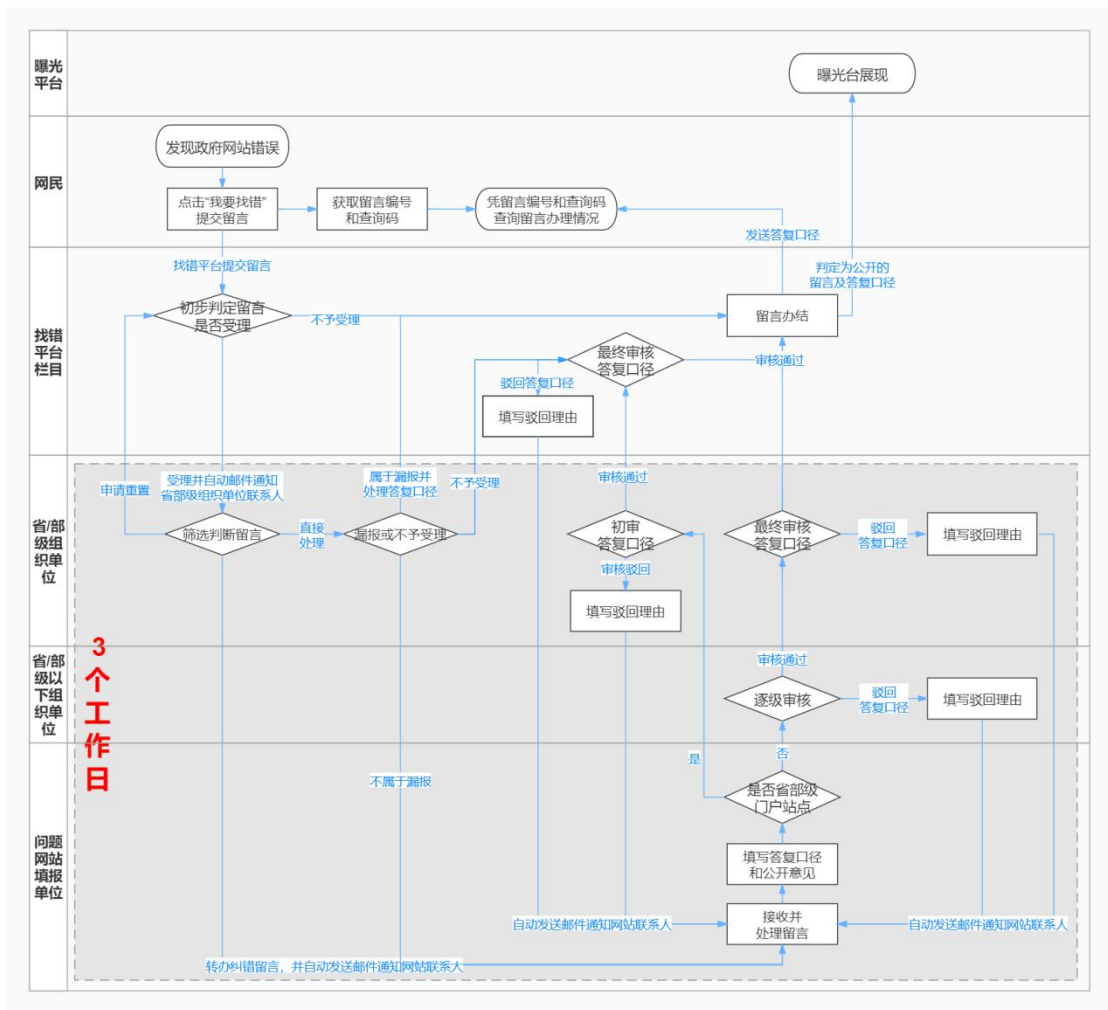 曝光
平台
曝光台展现
网民
发现政府网站错误
点击“我要找错”
提交留言
获取留言编号
和查询码
凭留言编号和查询码
查询留言办理情况
发送答复口径
找错平台提交留言
判定为公开的
留言及答复口径
找错
平台
栏目
初步判定留言
是否受理
不予受理
留言办结
最终审核
答复口径
审核通过
驳回答复口径
填写驳回理由
省/部
级组
织单
位
申请重置
受理并自动邮件通知
省部级组织单位联系人
属于漏报并
处理答复口径
不予受理
审核通过
筛选判断留言
直接
处理
漏报或不予受理
初审
答复口径
最终审核
答复口径
驳回
答复口径
填写驳回理由
审核驳回
填写驳回理由
3
个
工
作
日
省/部
级以
下组
织单
位
审核通过
逐级审核
驳回
答复口径
填写驳回理由
是
否
问题
网站
填报
单位
不属于漏报
是否省部级
门户站点
填写答复口径
和公开意见
自动发送邮件通知网站联系人
接收并
处理留言
自动发送邮件通知网站联系人
转办纠错留言，并自动发送邮件通知网站联系人